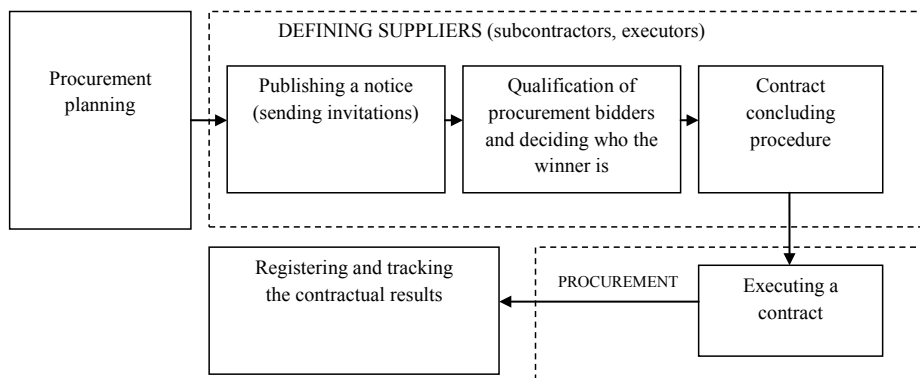 DEFINING SUPPLIERS (subcontractors, executors)
Procurement
planning
Publishing a notice
(sending invitations)
Qualification of
procurement bidders
and deciding who the
winner is
Contract
concluding
procedure
Registering and tracking
the contractual results
PROCUREMENT
Executing a
contract